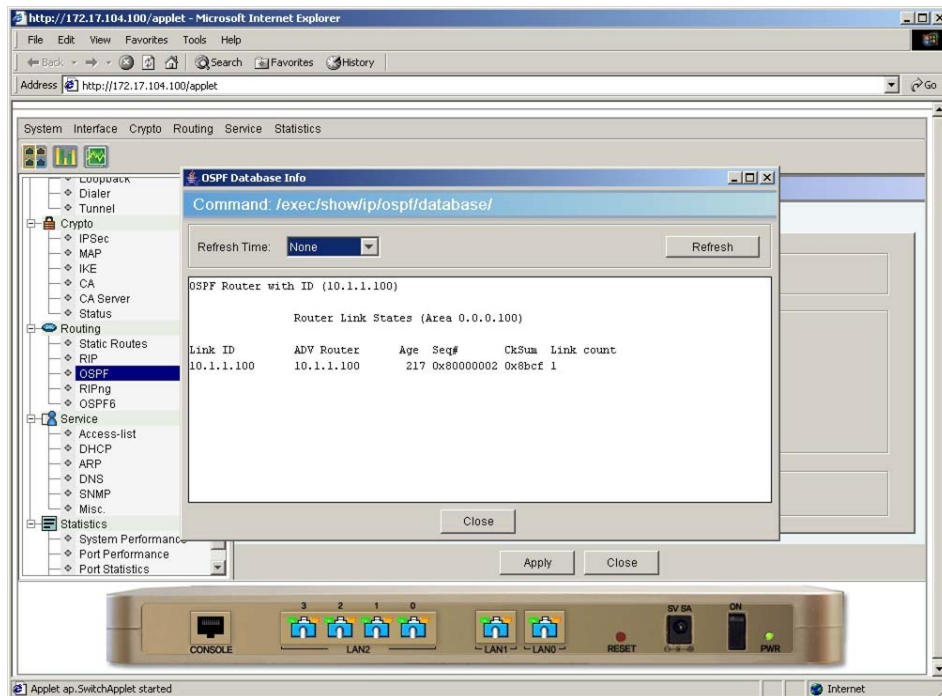 http://172.17.104.100/applet - Microsoft Internet Explorer
File Edit View Favorites Tools Help
Back Search Favorites History
Address http://172.17.104.100/applet Go
System Interface Crypto Routing Service Statistics
Loopback
Dialer
Tunnel
Crypto
IPSec
MAP
IKE
CA
CA Server
Status
Routing
Static Routes
RIP
OSPF
RIPng
OSPF6
Service
Access-list
DHCP
ARP
DNS
SNMP
Misc.
Statistics
System Performance
Port Performance
Port Statistics
OSPF Database Info
Command: /exec/show/ip/ospf/database/
Refresh Time: None Refresh
OSPF Router with ID (10.1.1.100)
Router Link States (Area 0.0.0.100)
Link ID ADV Router Age Seq# CkSum Link count
10.1.1.100 10.1.1.100 217 0x80000002 0x8bcf 1
Close
Apply Close
3 2 1 0
CONSOLE LAN2 LAN1 LAN0 RESET 5V 5A ON PWR
Applet ap.SwitchApplet started Internet